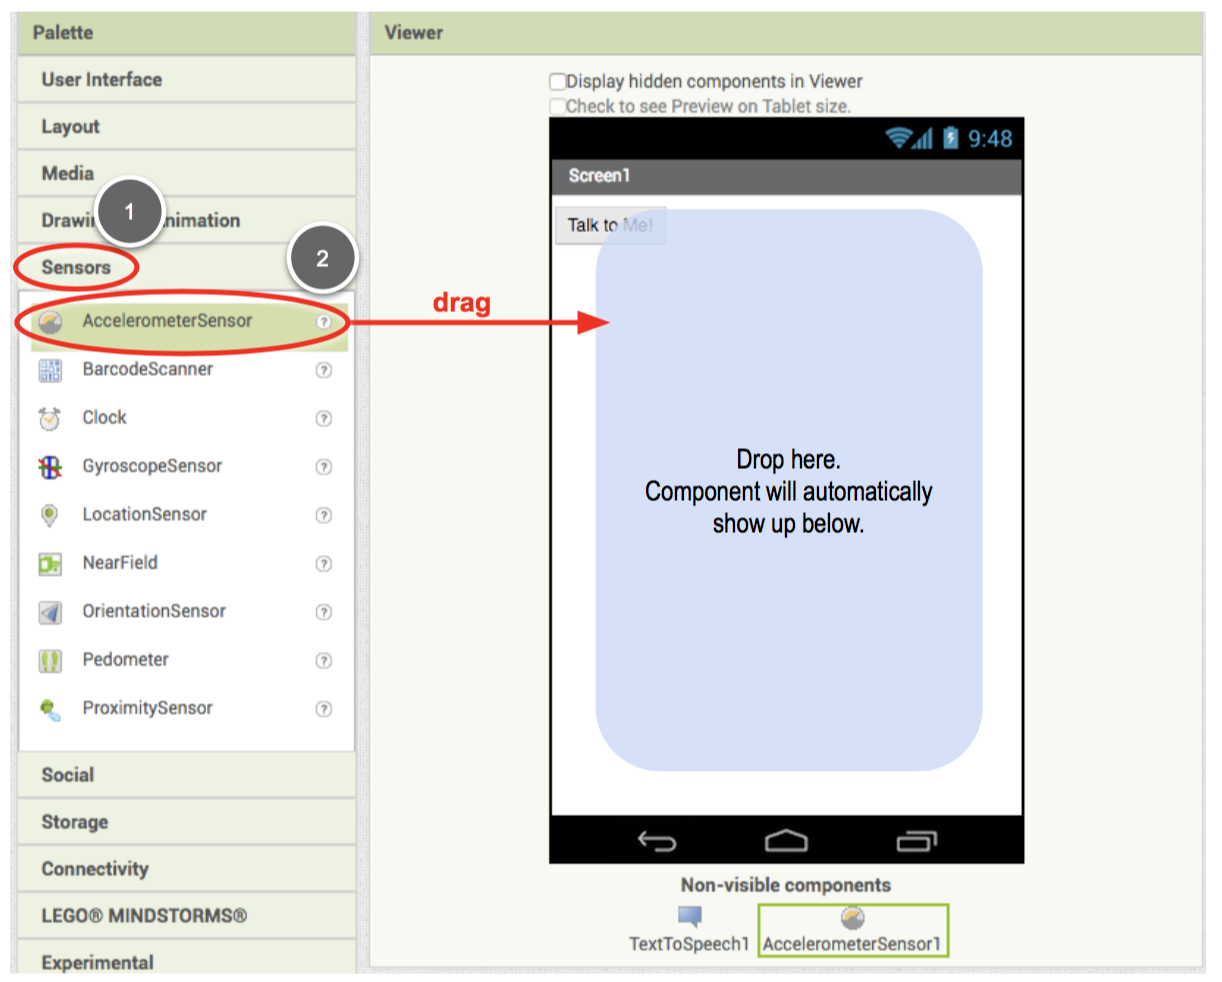 Palette
User Interface
Layout
Media
1
Drawi nimation
2
Sensors
AccelerometerSensor ?
BarcodeScanner ?
Clock ?
GyroscopeSensor ?
LocationSensor ?
NearField ?
OrientationSensor ?
Pedometer ?
ProximitySensor ?
Social
Storage
Connectivity
LEGO® MINDSTORMS®
Experimental
drag
Viewer
Display hidden components in Viewer
Check to see Preview on Tablet size.
9:48
Screen1
Talk to Me!
Drop here.
Component will automatically
show up below.
Non-visible components
TextToSpeech1 AccelerometerSensor1